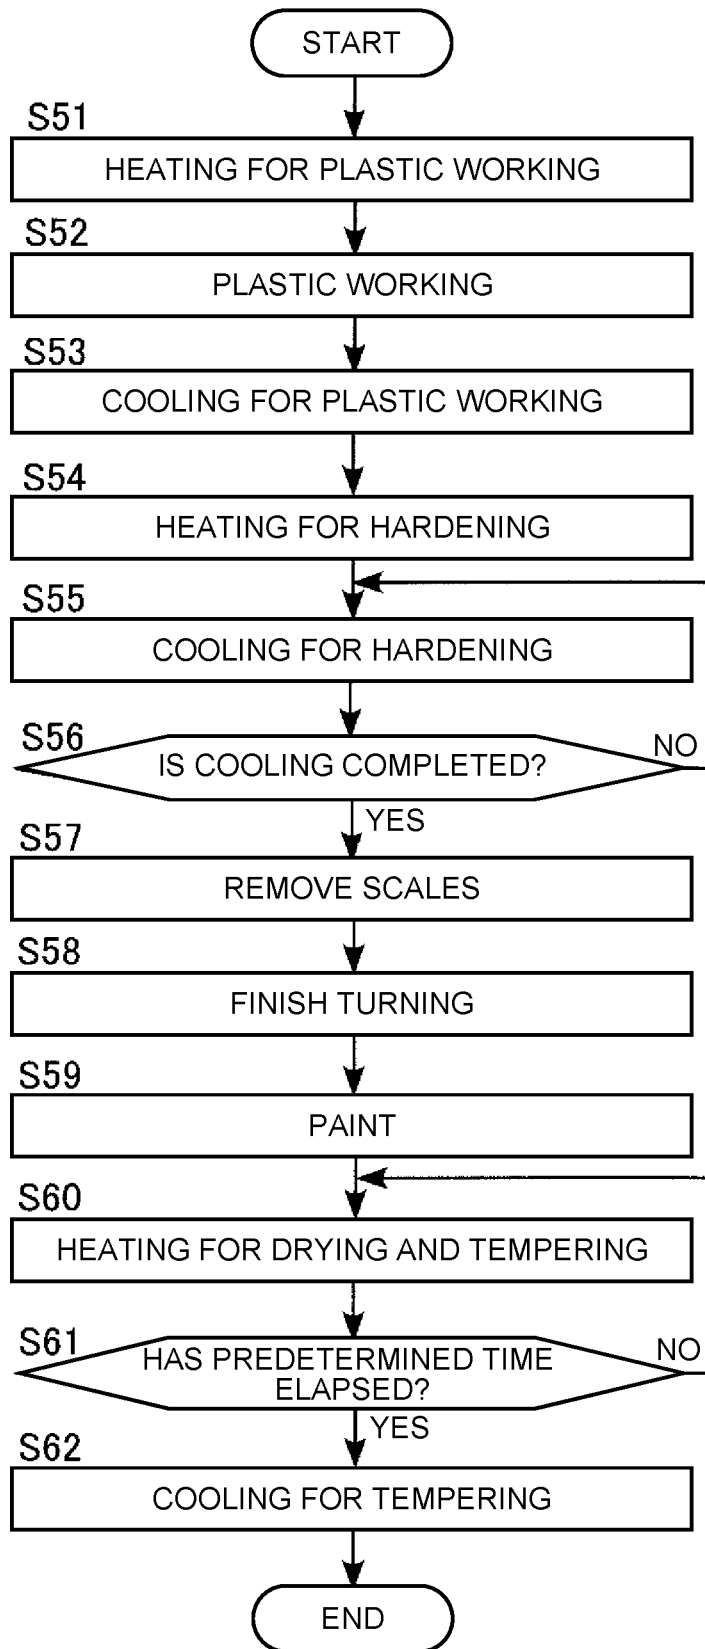 START
S51
HEATING FOR PLASTIC WORKING
S52
PLASTIC WORKING
S53
COOLING FOR PLASTIC WORKING
S54
HEATING FOR HARDENING
S55
COOLING FOR HARDENING
S56
IS COOLING COMPLETED?
NO
YES
S57
REMOVE SCALES
S58
FINISH TURNING
S59
PAINT
S60
HEATING FOR DRYING AND TEMPERING
S61
HAS PREDETERMINED TIME
ELAPSED?
NO
YES
S62
COOLING FOR TEMPERING
END